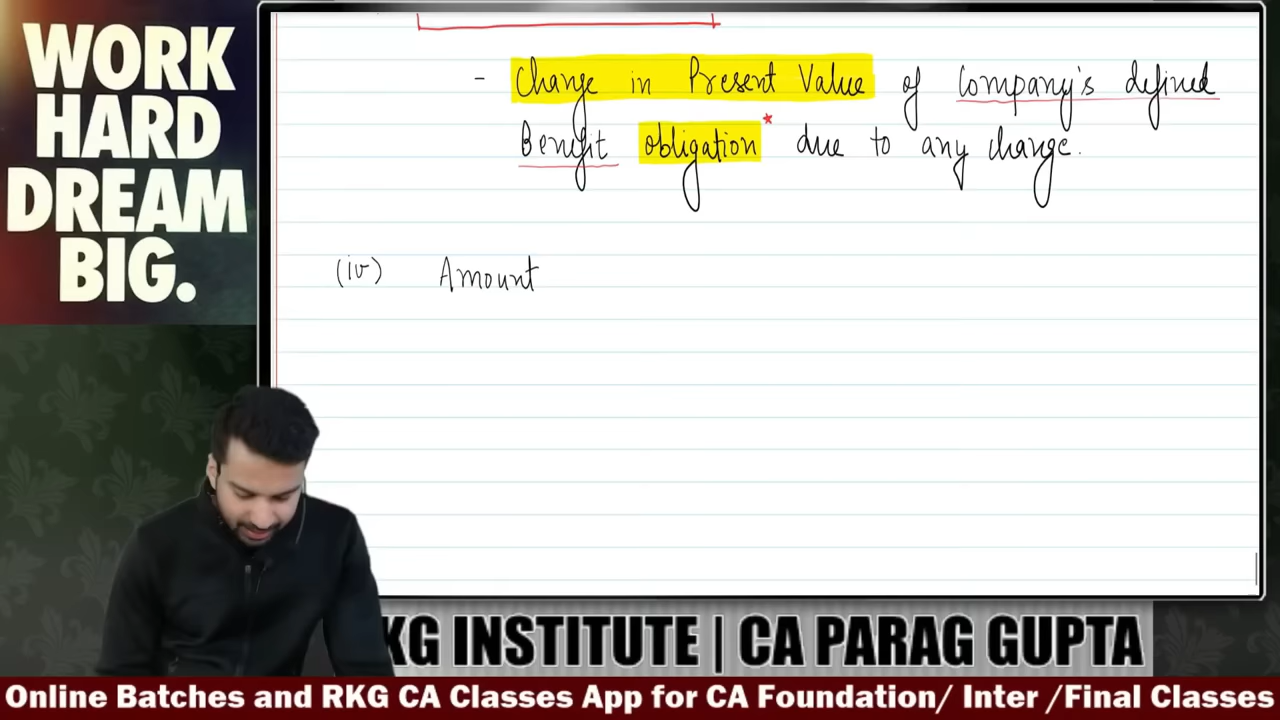 WORK
HARD
DREAM
BIG.
- Change in Present Value of Company's defined
Benefit obligation* due to any change.
(iv) Amount
KG INSTITUTE | CA PARAG GUPTA
Online Batches and RKG CA Classes App for CA Foundation/ Inter /Final Classes